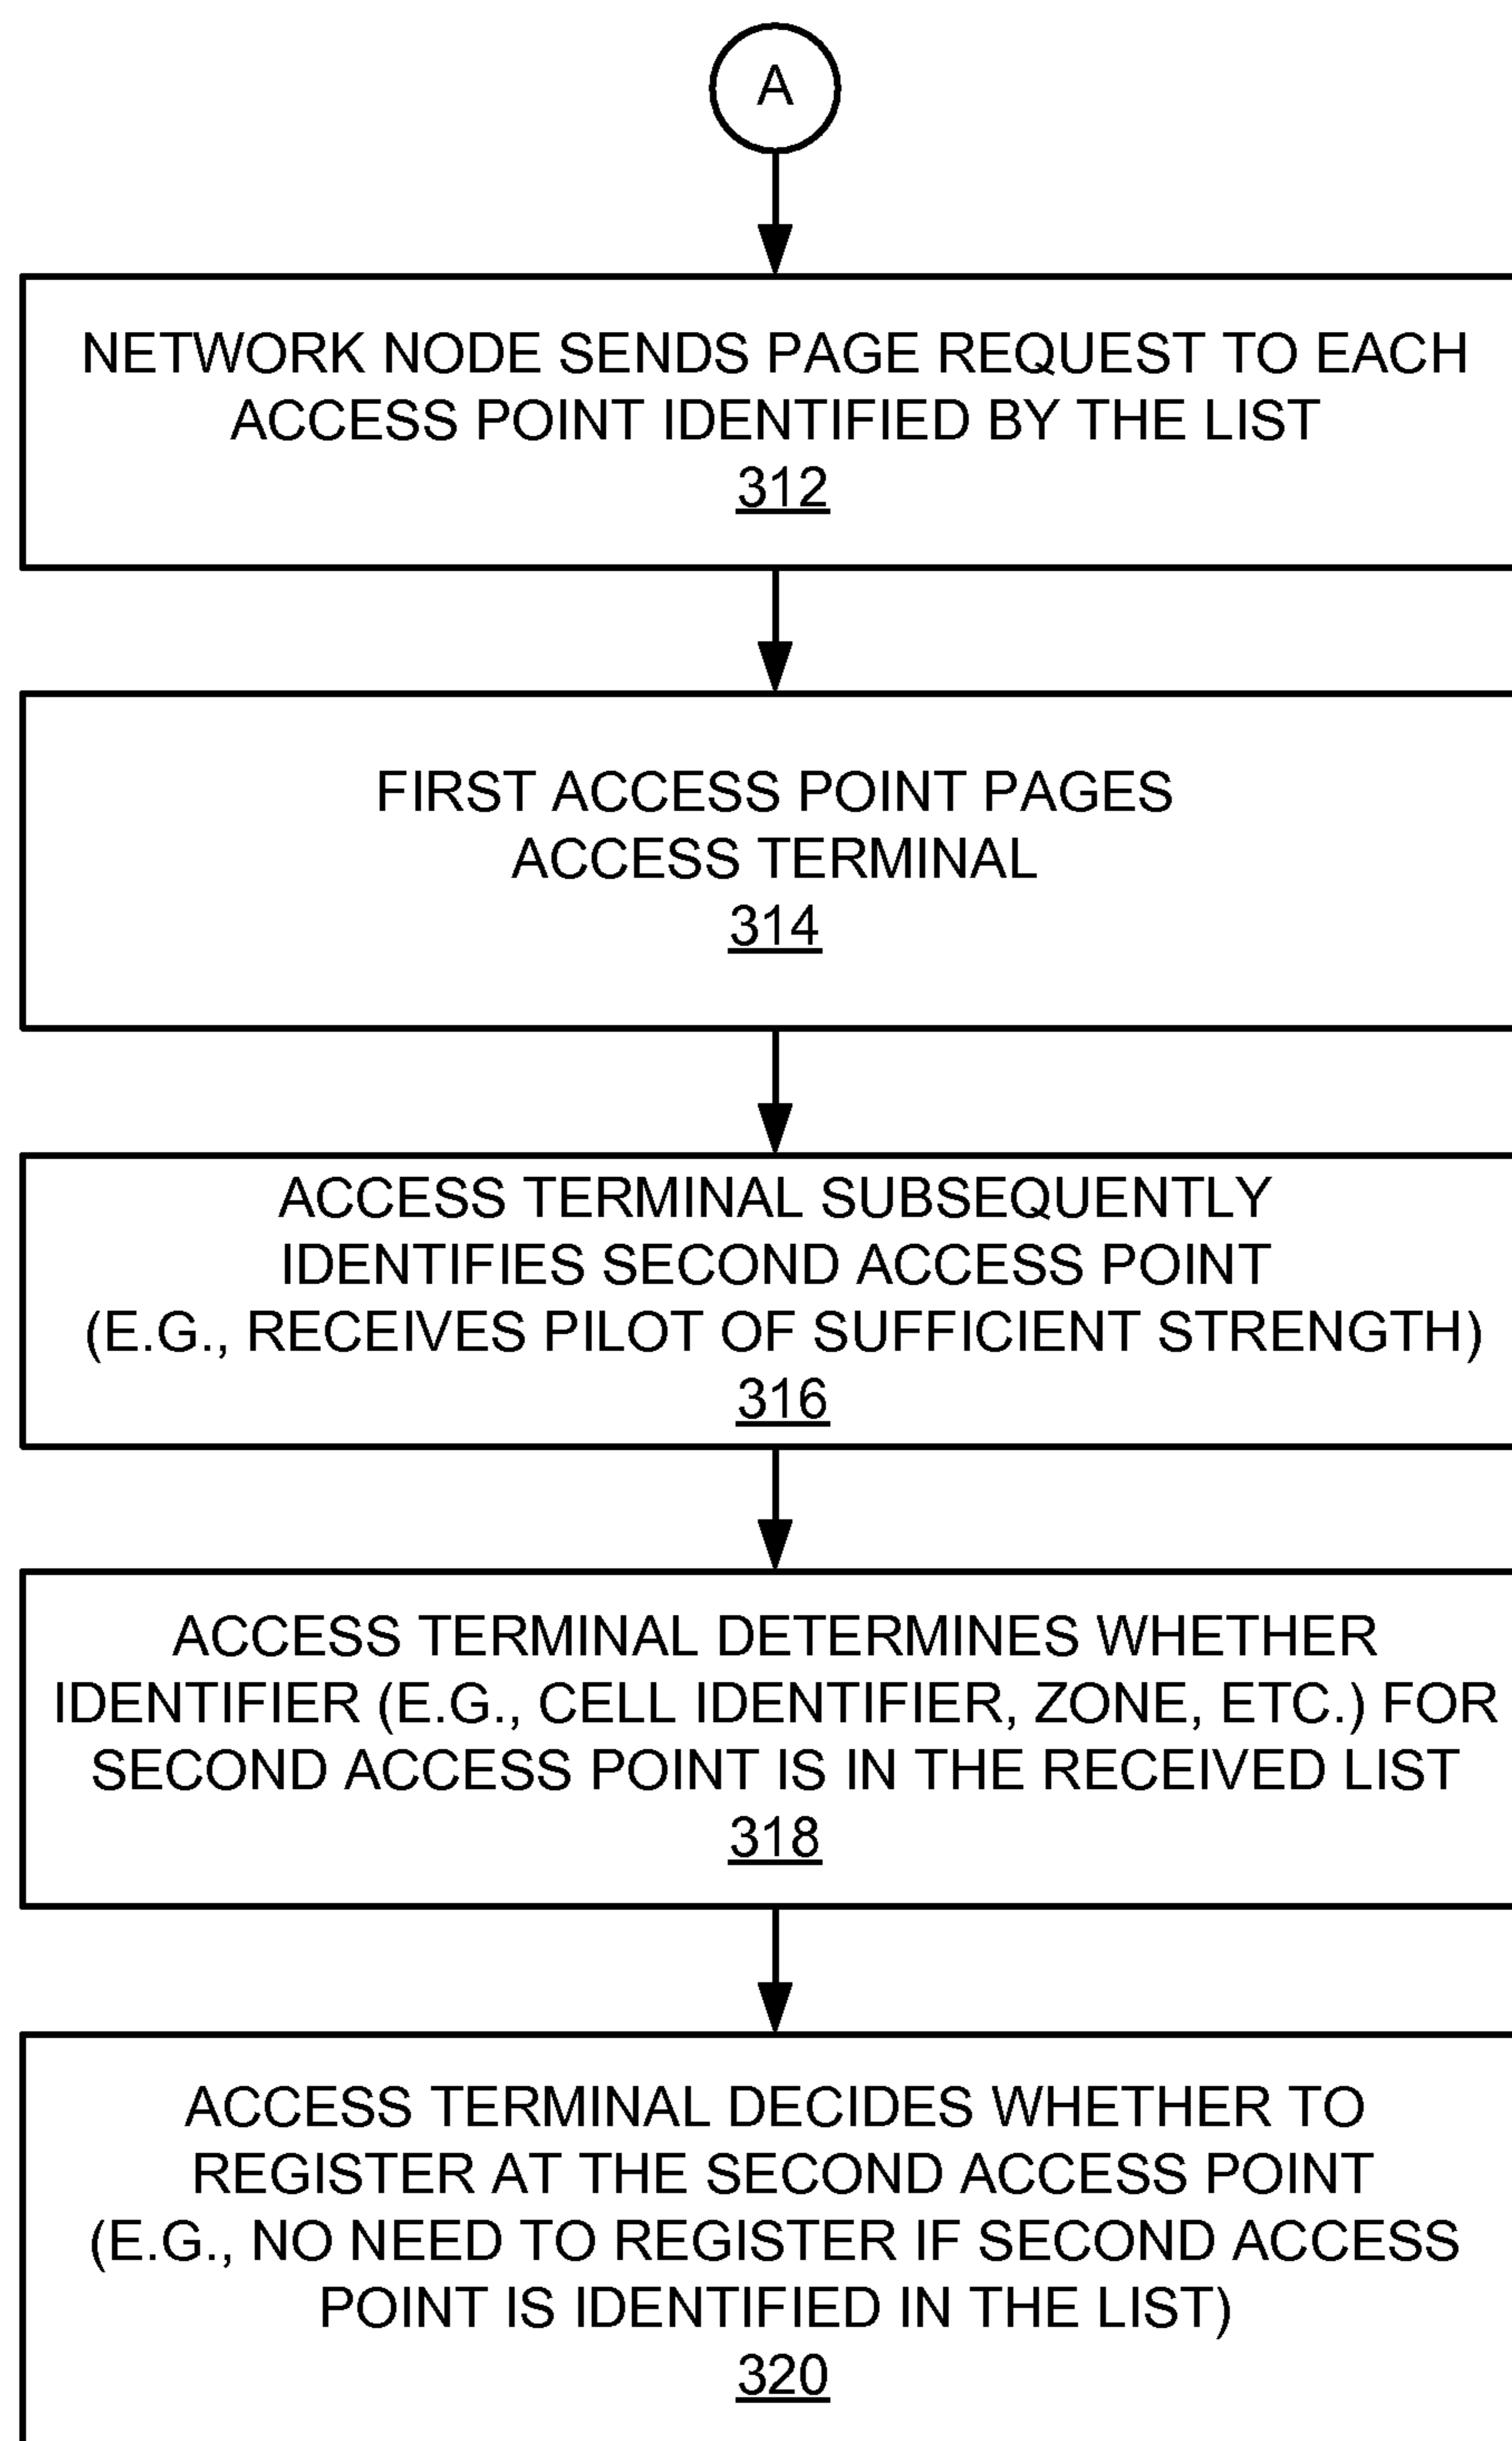 A
NETWORK NODE SENDS PAGE REQUEST TO EACH
ACCESS POINT IDENTIFIED BY THE LIST
312
FIRST ACCESS POINT PAGES
ACCESS TERMINAL
314
ACCESS TERMINAL SUBSEQUENTLY
IDENTIFIES SECOND ACCESS POINT
(E.G., RECEIVES PILOT OF SUFFICIENT STRENGTH)
316
ACCESS TERMINAL DETERMINES WHETHER
IDENTIFIER (E.G., CELL IDENTIFIER, ZONE, ETC.) FOR
SECOND ACCESS POINT IS IN THE RECEIVED LIST
318
ACCESS TERMINAL DECIDES WHETHER TO
REGISTER AT THE SECOND ACCESS POINT
(E.G., NO NEED TO REGISTER IF SECOND ACCESS
POINT IS IDENTIFIED IN THE LIST)
320